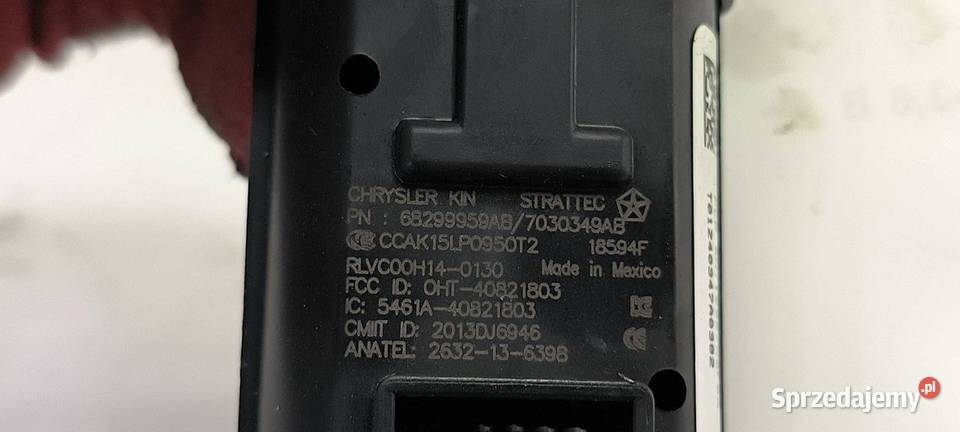 CHRYSLER KIN STRATTEC
PN : 68299959AB/7030349AB
CCAK15LP0950T2 18594F
RLVC00H14-0130 Made in Mexico
FCC ID: OHT-40821803
IC: 5461A-40821803
CMIIT ID: 2013DJ6946
ANATEL: 2632-13-6398
Sprzedajemy.pl